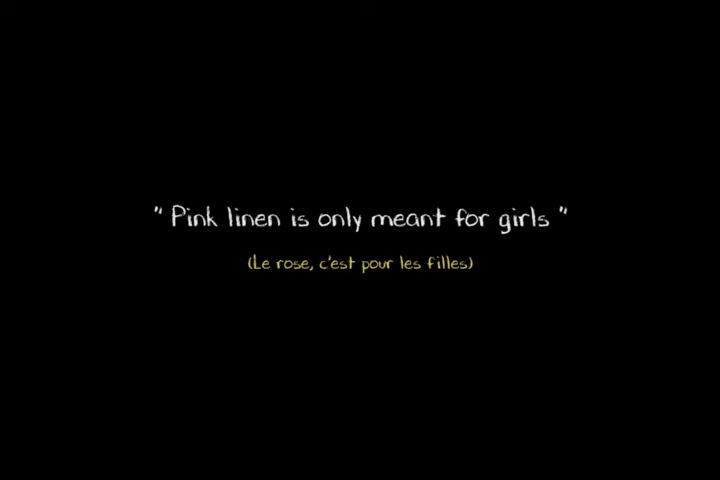 " Pink linen is only meant for girls "
(Le rose, c'est pour les filles)